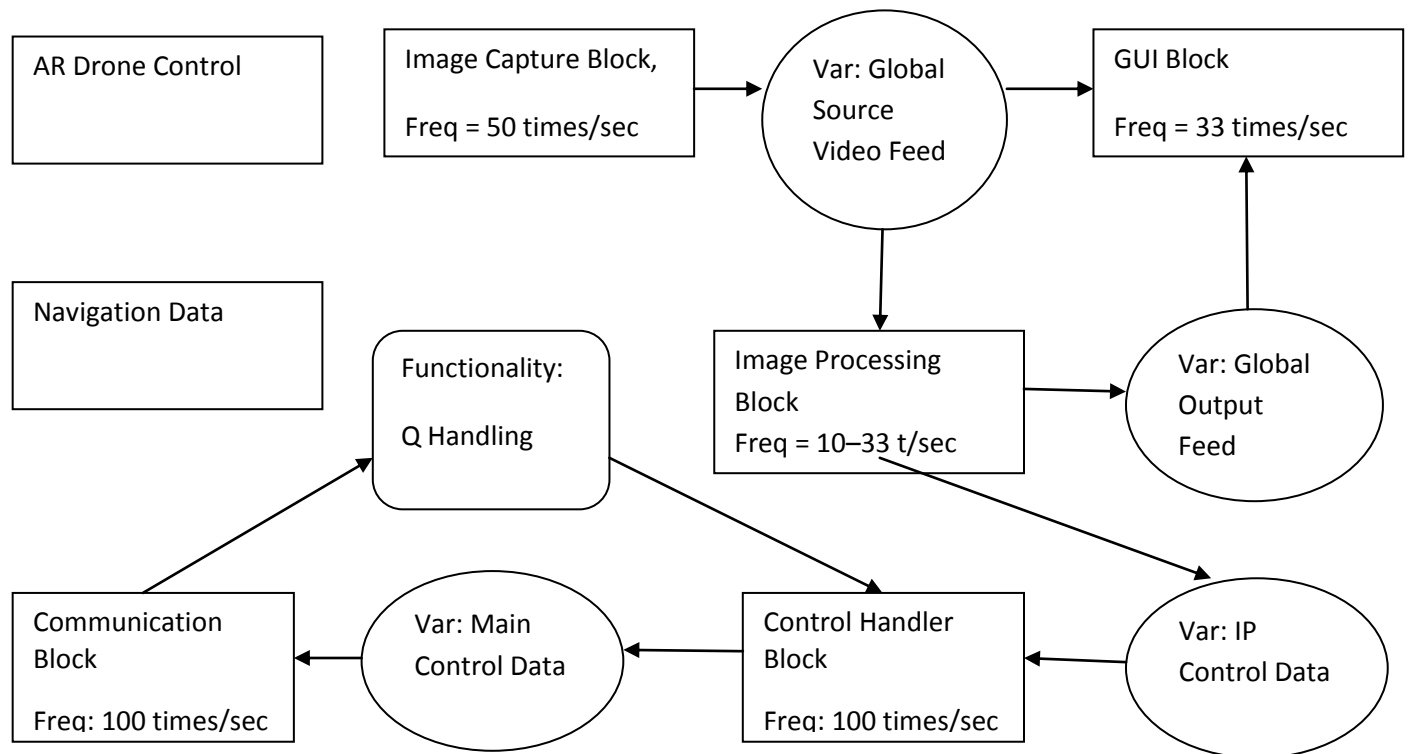 AR Drone Control
Image Capture Block,
Freq = 50 times/sec
Var: Global
Source
Video Feed
GUI Block
Freq = 33 times/sec
Navigation Data
Functionality:
Q Handling
Image Processing
Block
Freq = 10–33 t/sec
Var: Global
Output
Feed
Communication
Block
Freq: 100 times/sec
Var: Main
Control Data
Control Handler
Block
Freq: 100 times/sec
Var: IP
Control Data